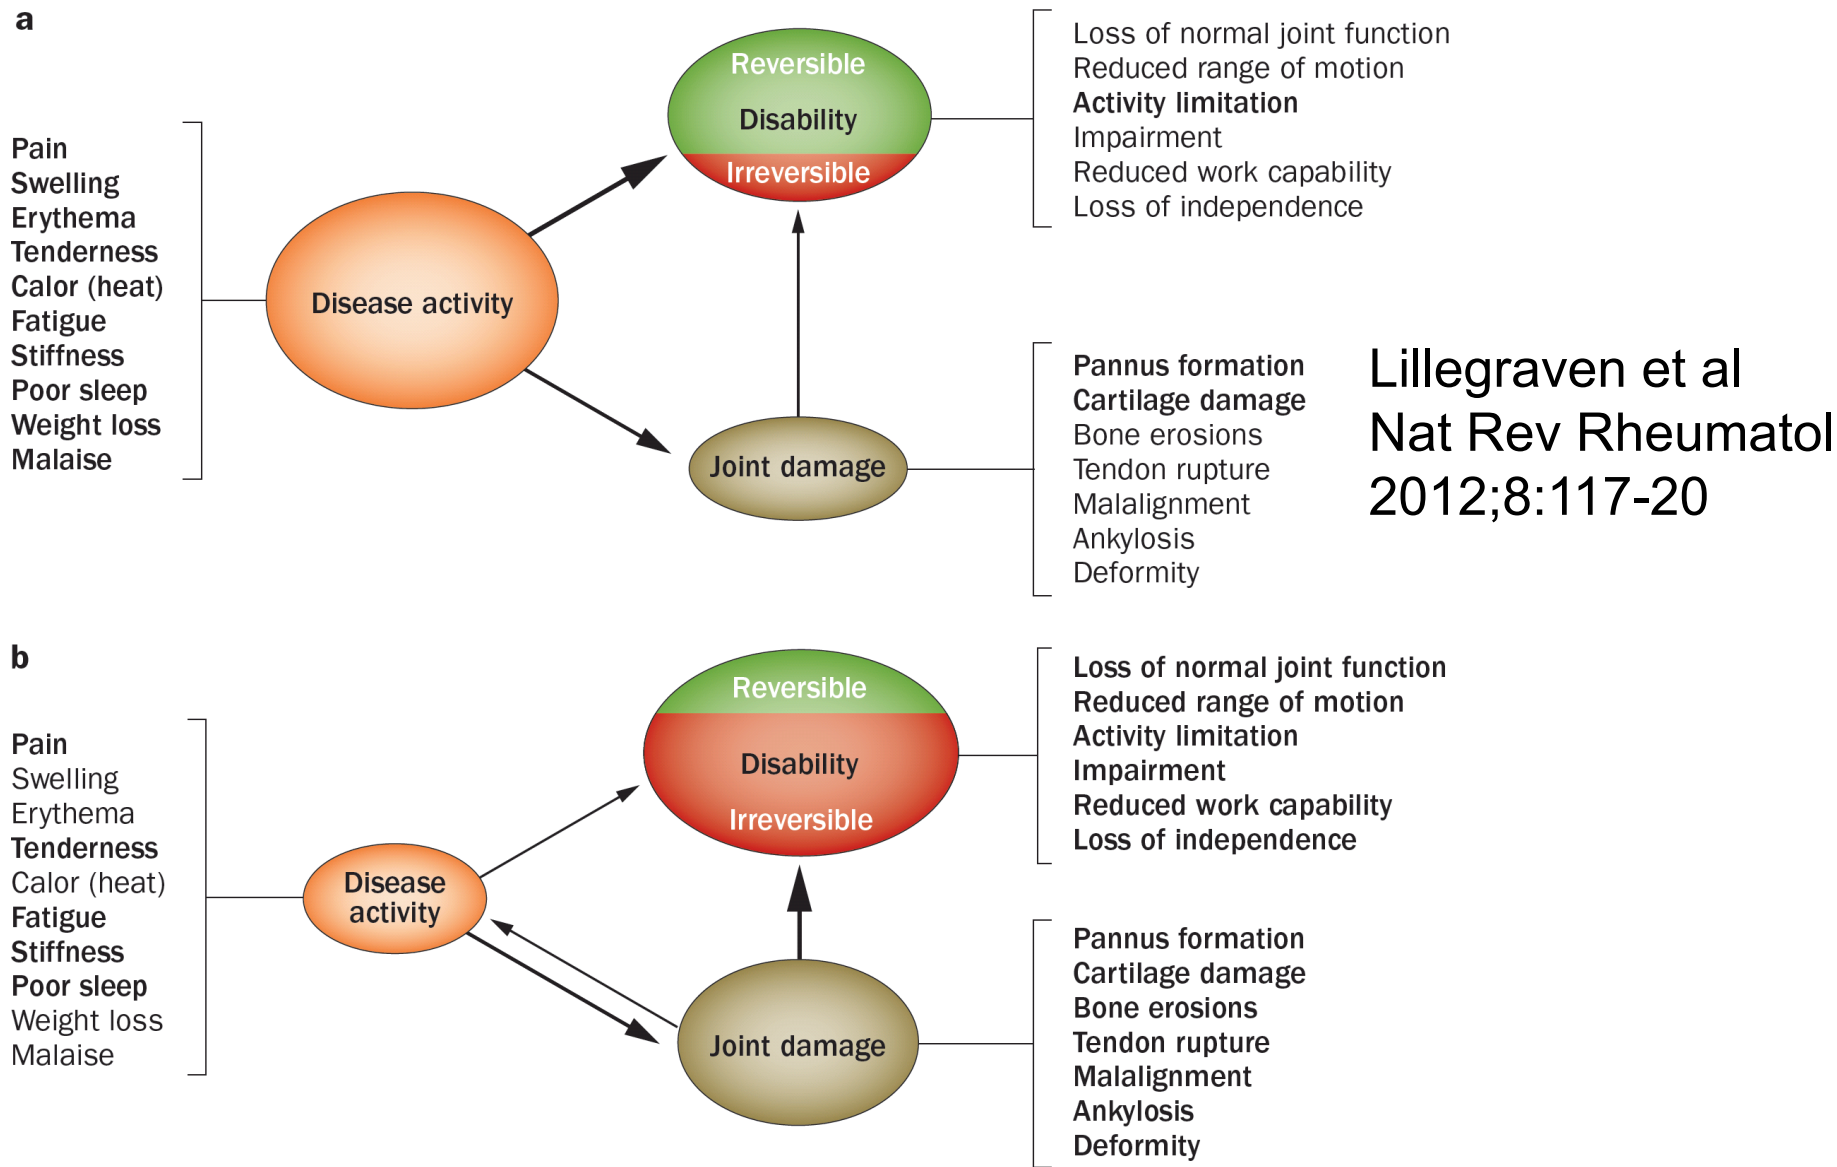 a
Pain
Swelling
Erythema
Tenderness
Calor (heat)
Fatigue
Stiffness
Poor sleep
Weight loss
Malaise
Disease activity
Reversible
Disability
Irreversible
Loss of normal joint function
Reduced range of motion
Activity limitation
Impairment
Reduced work capability
Loss of independence
Joint damage
Pannus formation
Cartilage damage
Bone erosions
Tendon rupture
Malalignment
Ankylosis
Deformity
Lillegraven et al
Nat Rev Rheumatol
2012;8:117-20
b
Pain
Swelling
Erythema
Tenderness
Calor (heat)
Fatigue
Stiffness
Poor sleep
Weight loss
Malaise
Disease
activity
Reversible
Disability
Irreversible
Loss of normal joint function
Reduced range of motion
Activity limitation
Impairment
Reduced work capability
Loss of independence
Joint damage
Pannus formation
Cartilage damage
Bone erosions
Tendon rupture
Malalignment
Ankylosis
Deformity